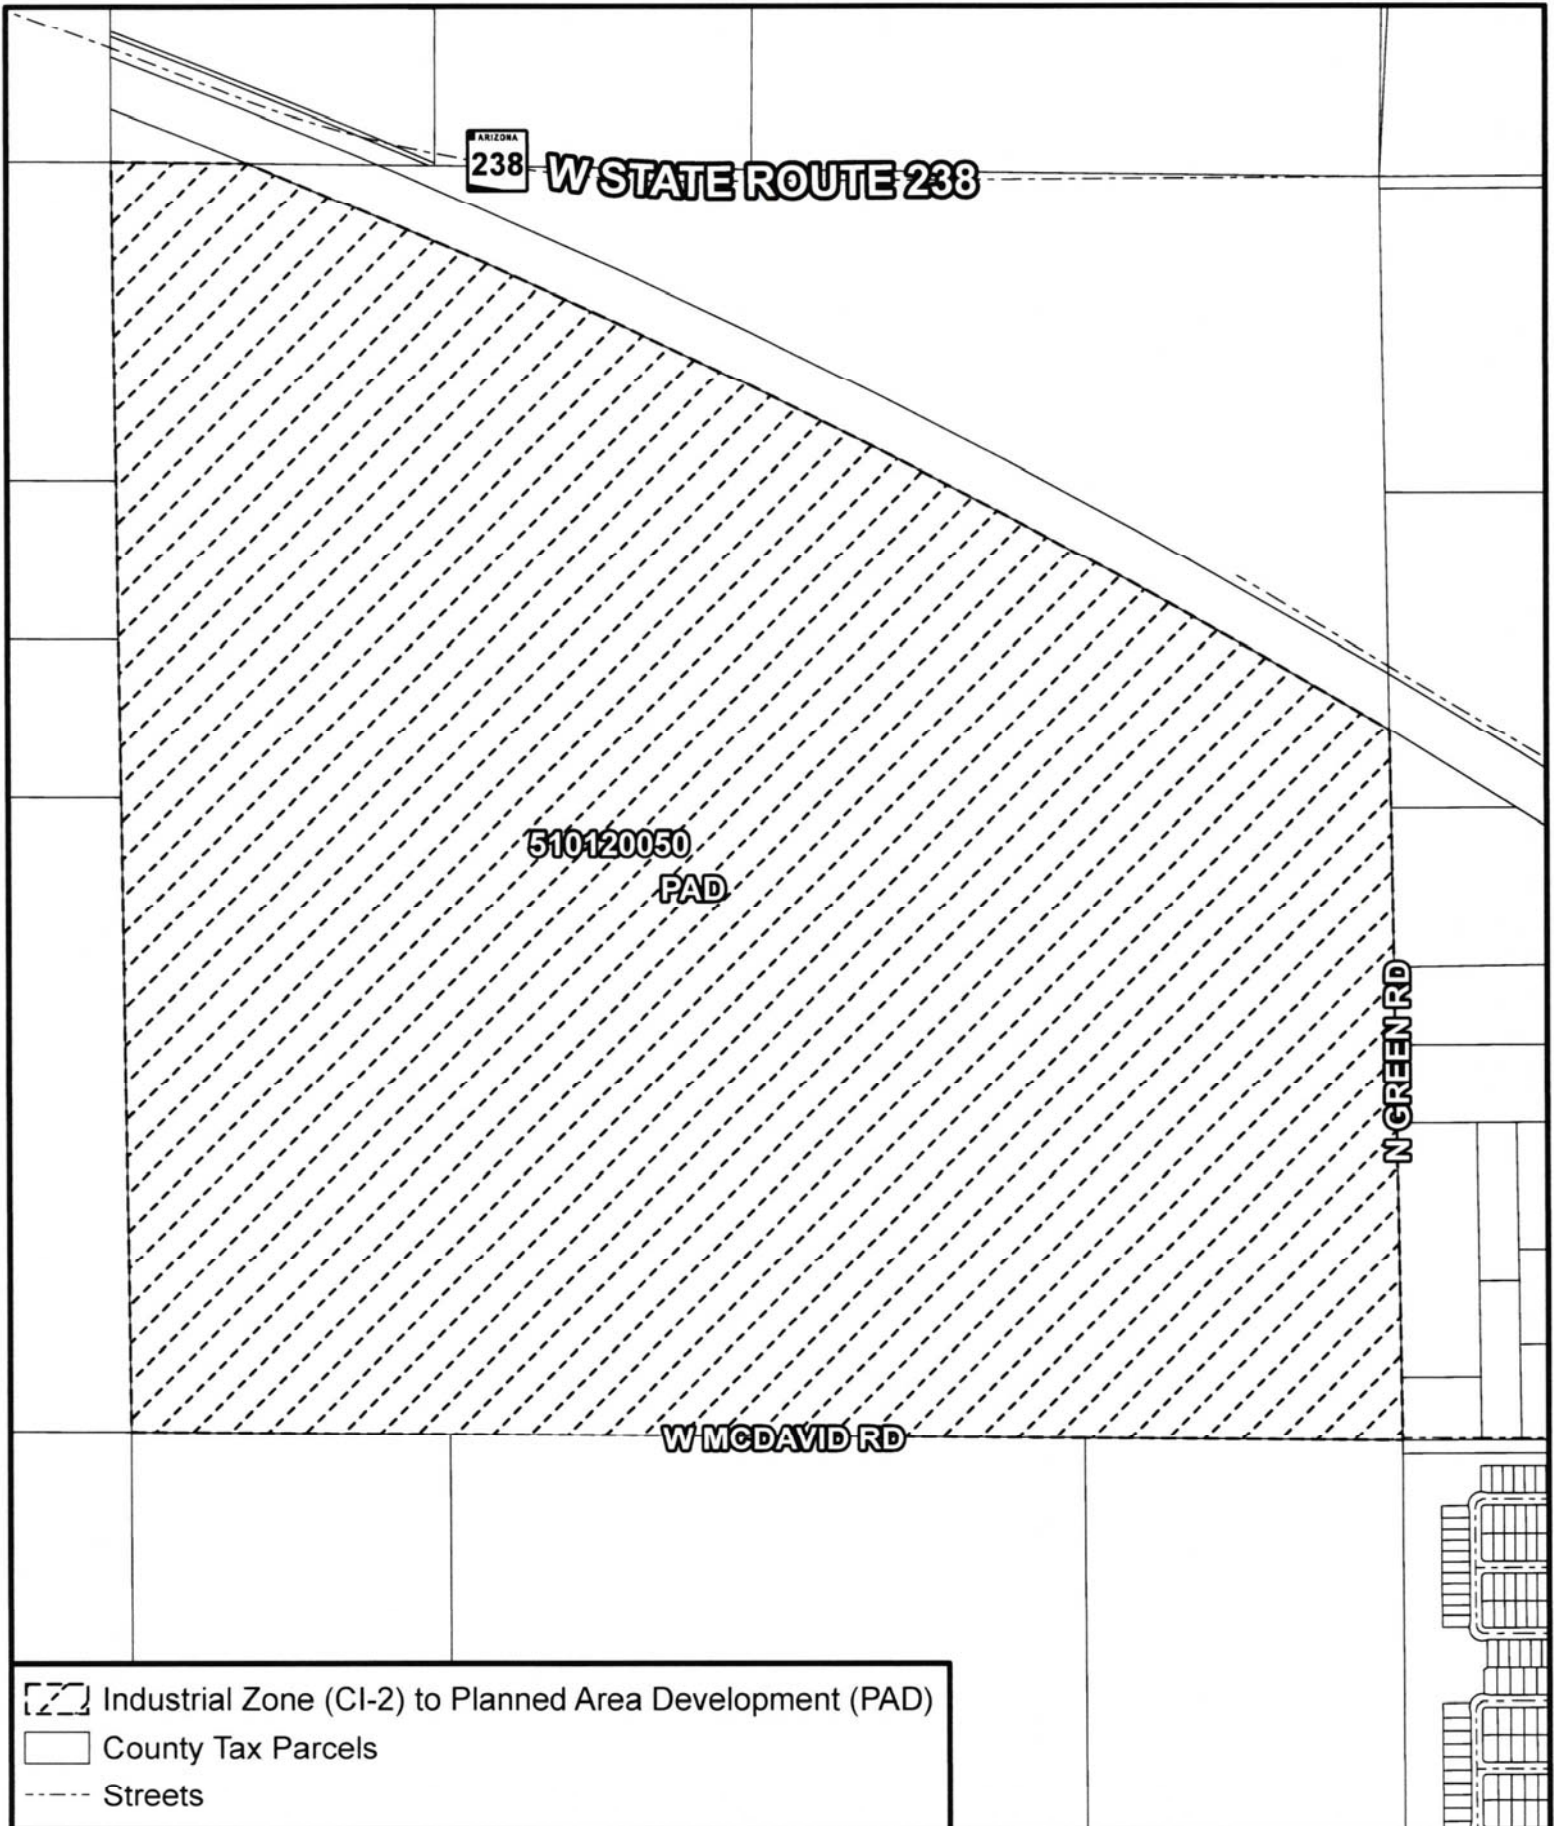 ARIZONA
238
W STATE ROUTE 238
510120050
PAD
N GREEN RD
W MCDAVID RD
Industrial Zone (CI-2) to Planned Area Development (PAD)
County Tax Parcels
Streets